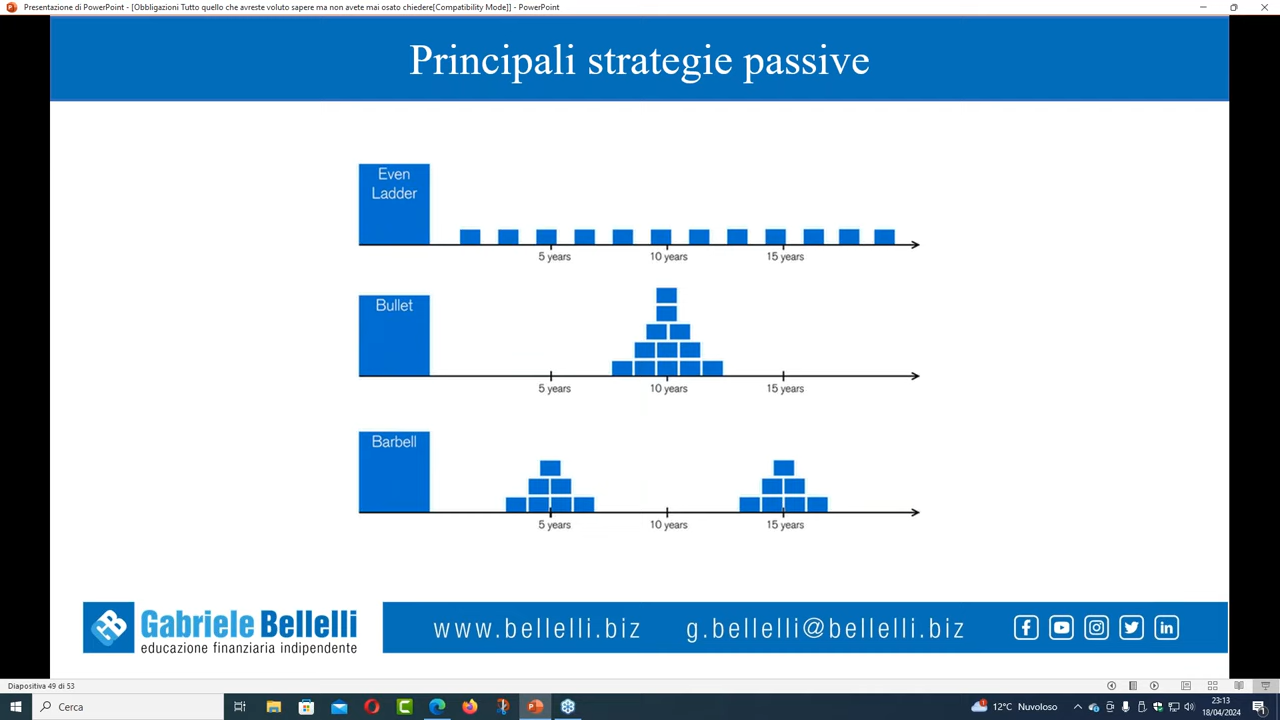 Presentazione di PowerPoint - [Obbligazioni Tutto quello che avreste voluto sapere ma non avete mai osato chiedere[Compatibility Mode]] - PowerPoint
Principali strategie passive
Even
Ladder
5 years
10 years
15 years
Bullet
5 years
10 years
15 years
Barbell
5 years
10 years
15 years
Gabriele Bellelli
educazione finanziaria indipendente
www.bellelli.biz
g.bellelli@bellelli.biz
Diapositiva 49 di 53
Cerca
12°C Nuvoloso
23:13
18/04/2024